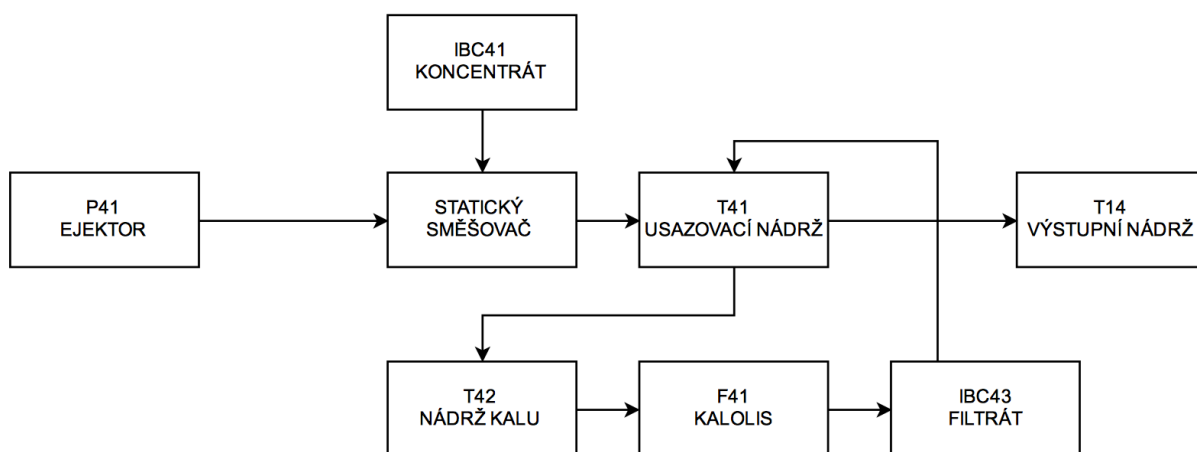 IBC41
KONCENTRÁT
P41
EJEKTOR
STATICKÝ
SMĚŠOVAČ
T41
USAZOVACÍ NÁDRŽ
T14
VÝSTUPNÍ NÁDRŽ
T42
NÁDRŽ KALU
F41
KALOLIS
IBC43
FILTRÁT